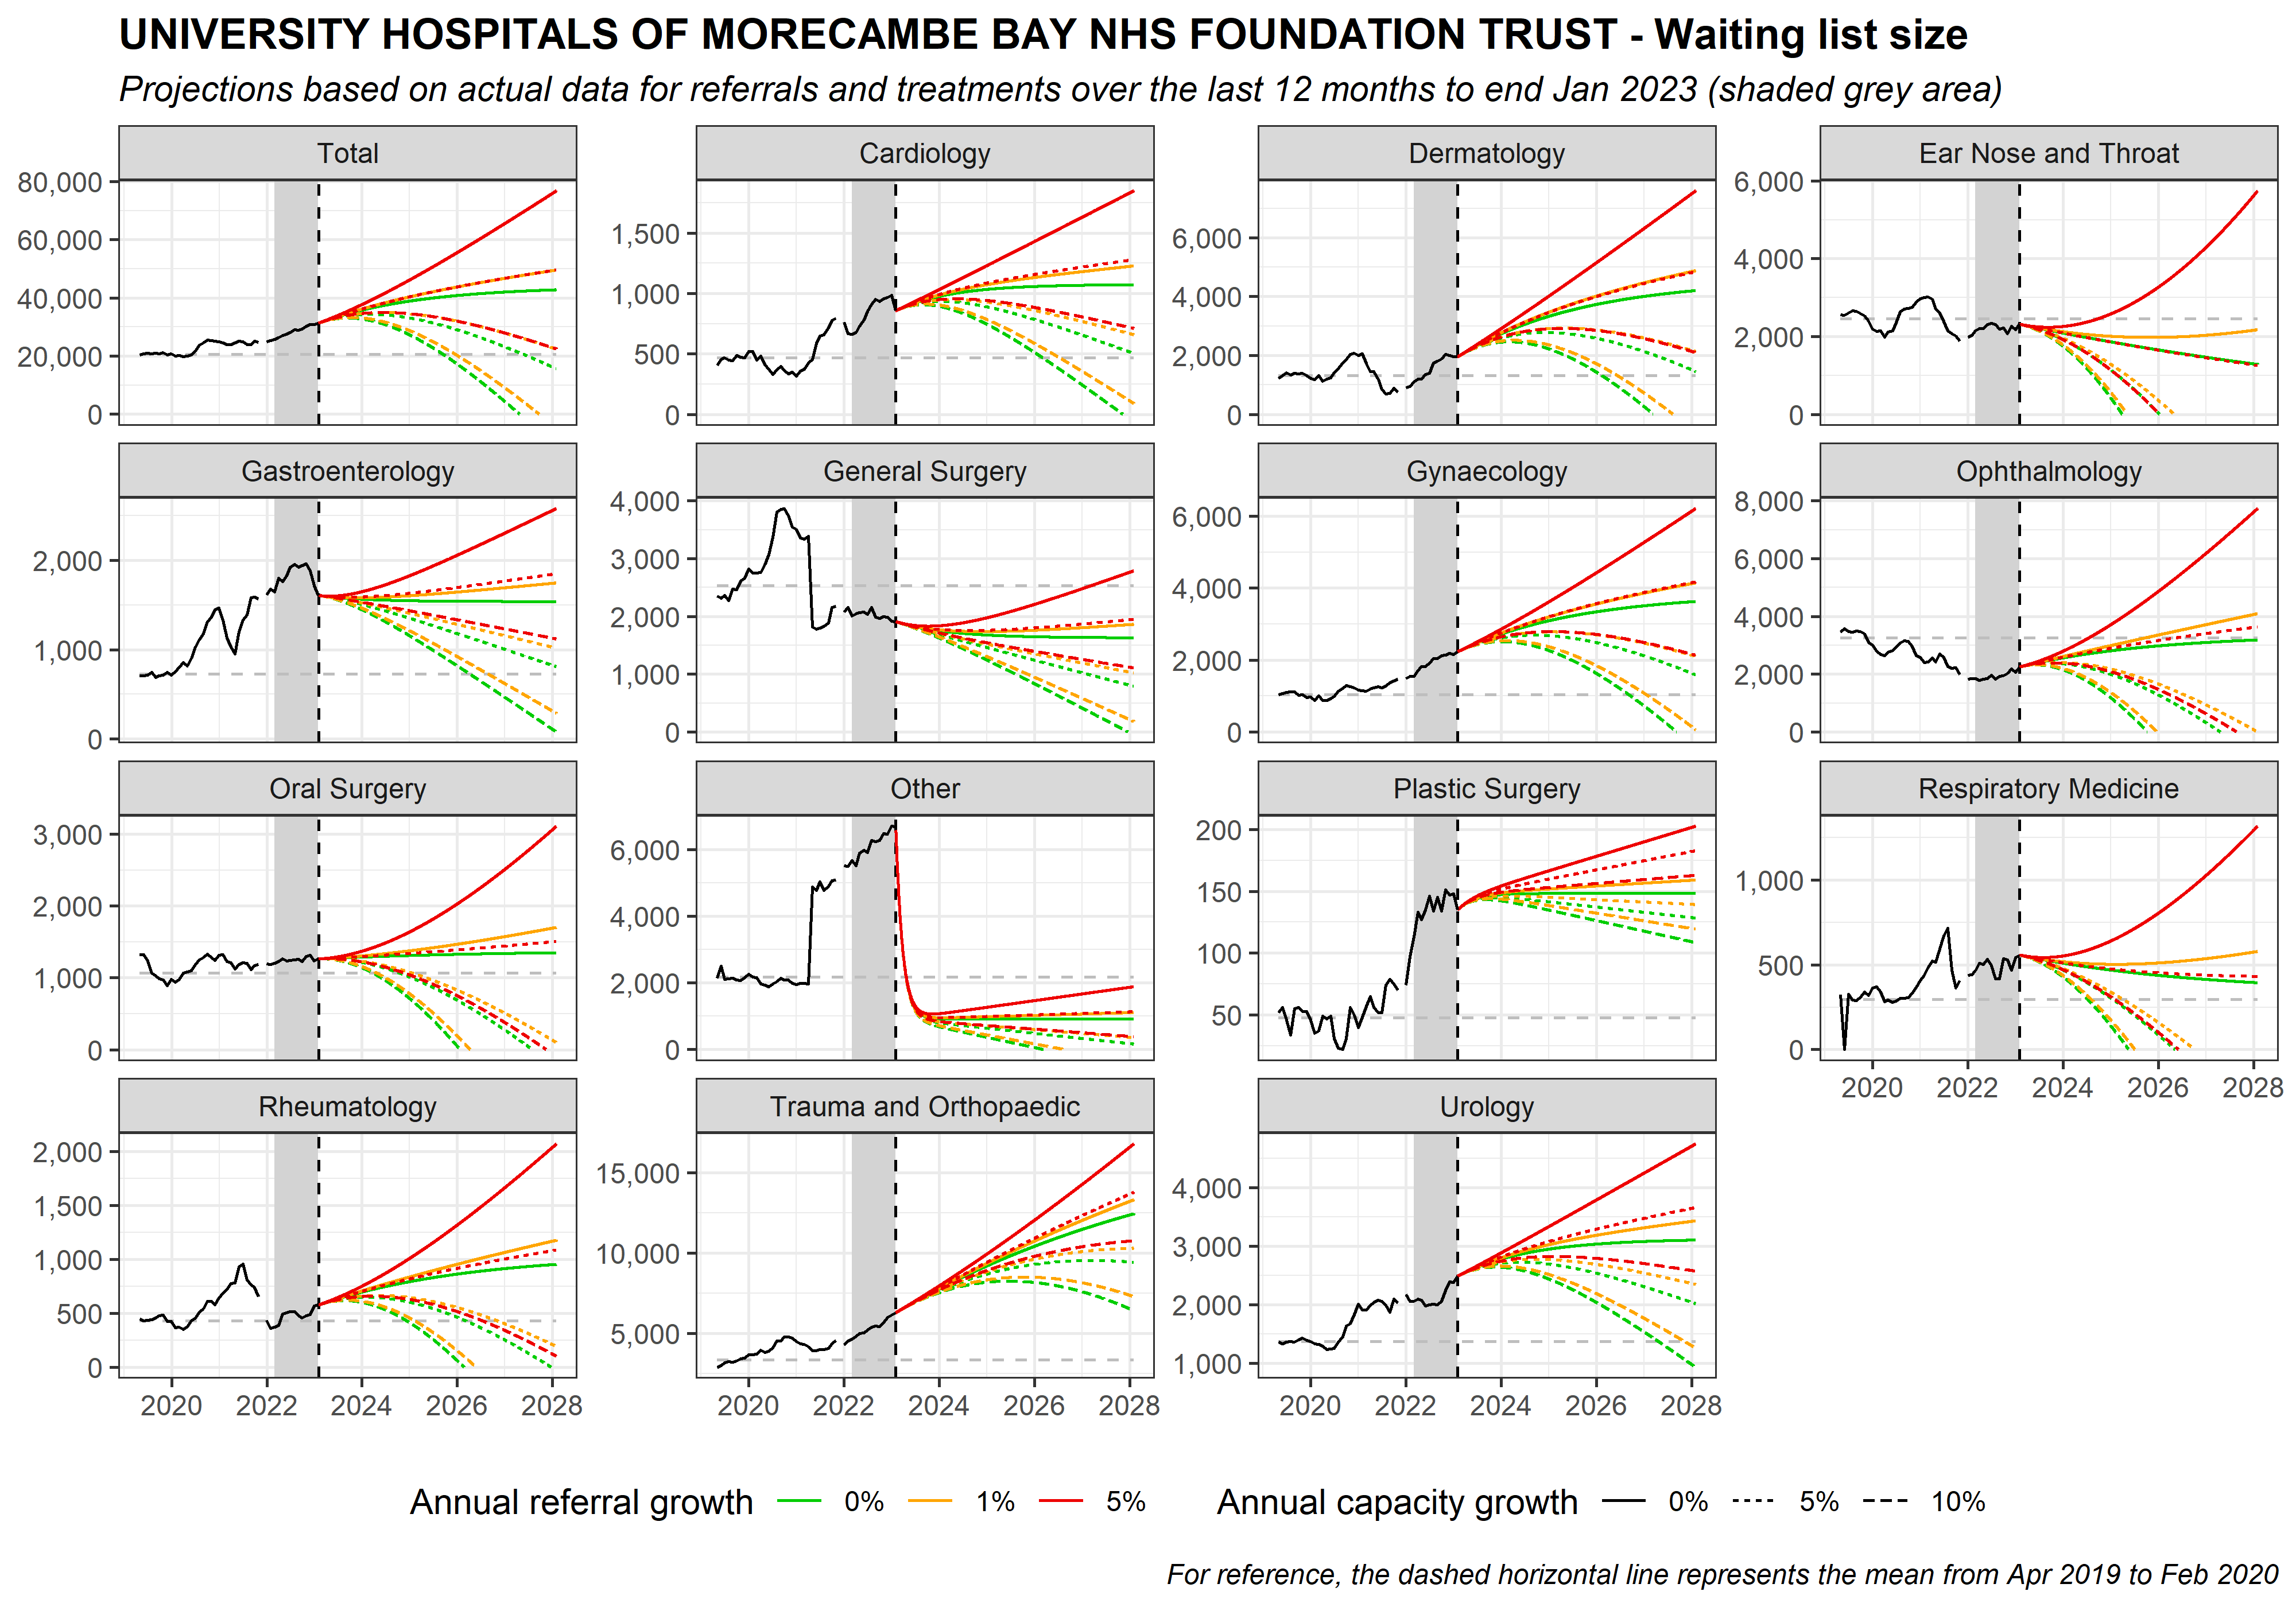 UNIVERSITY HOSPITALS OF MORECAMBE BAY NHS FOUNDATION TRUST - Waiting list size
Projections based on actual data for referrals and treatments over the last 12 months to end Jan 2023 (shaded grey area)
Total
80,000
60,000
40,000
20,000
0
Cardiology
1,500
1,000
500
0
Dermatology
6,000
4,000
2,000
0
Ear Nose and Throat
6,000
4,000
2,000
0
Gastroenterology
2,000
1,000
0
General Surgery
4,000
3,000
2,000
1,000
0
Gynaecology
6,000
4,000
2,000
0
Ophthalmology
8,000
6,000
4,000
2,000
0
Oral Surgery
3,000
2,000
1,000
0
Other
6,000
4,000
2,000
0
Plastic Surgery
200
150
100
50
Respiratory Medicine
1,000
500
0
2020 2022 2024 2026 2028
Rheumatology
2,000
1,500
1,000
500
0
2020 2022 2024 2026 2028
Trauma and Orthopaedic
15,000
10,000
5,000
2020 2022 2024 2026 2028
Urology
4,000
3,000
2,000
1,000
2020 2022 2024 2026 2028
Annual referral growth 0% 1% 5% Annual capacity growth 0% 5% 10%
For reference, the dashed horizontal line represents the mean from Apr 2019 to Feb 2020